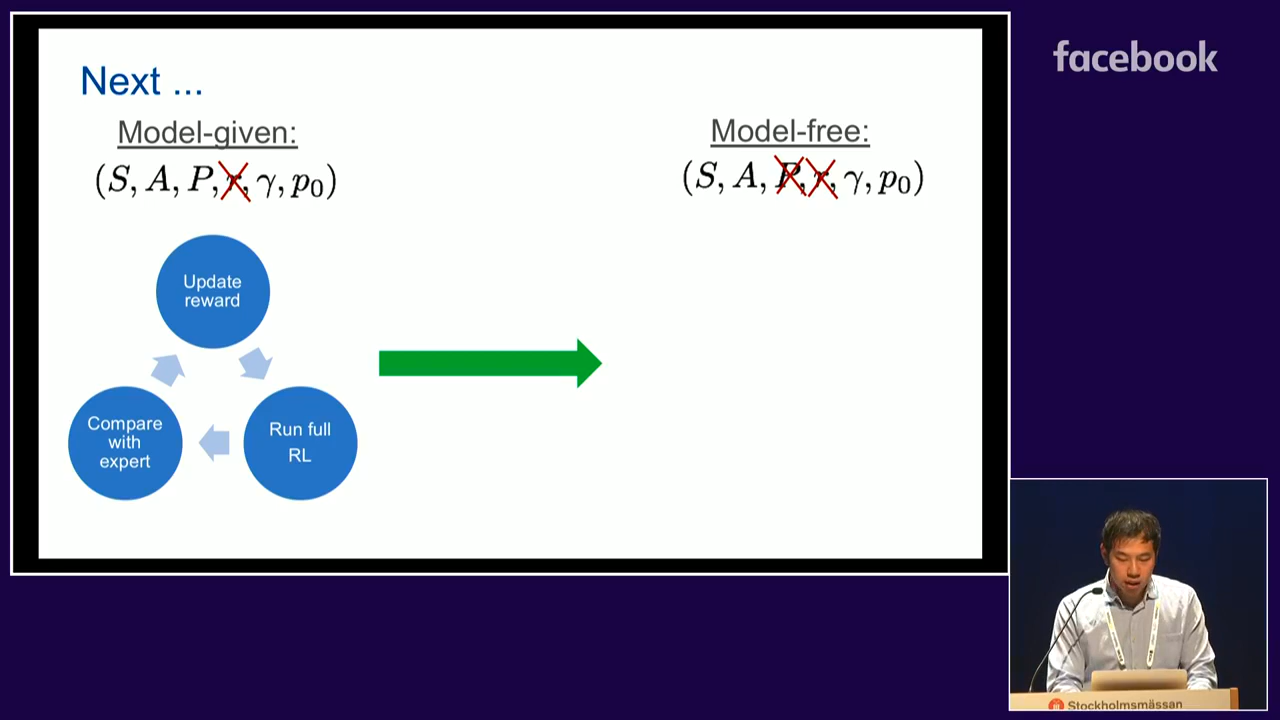 Next ...
Model-given:
(S, A, P, r, γ, p₀)
Update
reward
Compare
with
expert
Run full
RL
Model-free:
(S, A, P, r, γ, p₀)
facebook
Stockholmsmässan